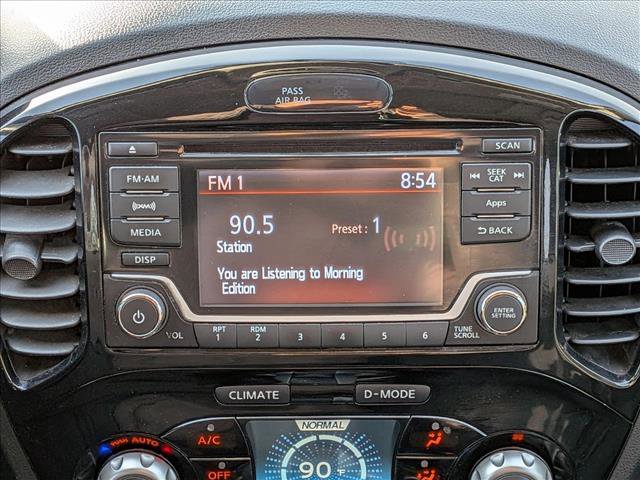 PASS
AIR BAG
SCAN
FM·AM
SEEK
CAT
FM 1 8:54
90.5
Preset : 1
Station
Apps
MEDIA
BACK
You are Listening to Morning
Edition
DISP
VOL
RPT
1
RDM
2
3
4
5
6
TUNE
SCROLL
ENTER
SETTING
CLIMATE
D-MODE
NORMAL
PUSH AUTO
A/C
OFF
90 °F